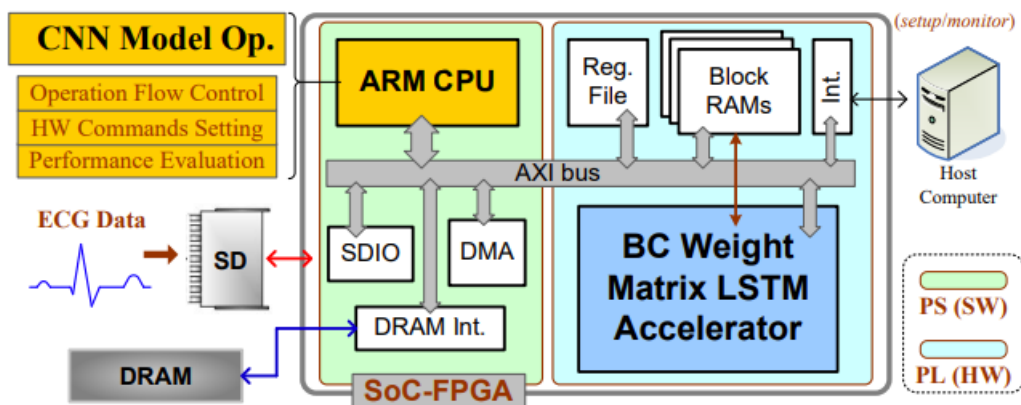 CNN Model Op.
Operation Flow Control
HW Commands Setting
Performance Evaluation
ECG Data
SD
DRAM
ARM CPU
AXI bus
SDIO
DMA
DRAM Int.
SoC-FPGA
Reg.
File
Block
RAMs
Int.
BC Weight
Matrix LSTM
Accelerator
(setup/monitor)
Host
Computer
PS (SW)
PL (HW)